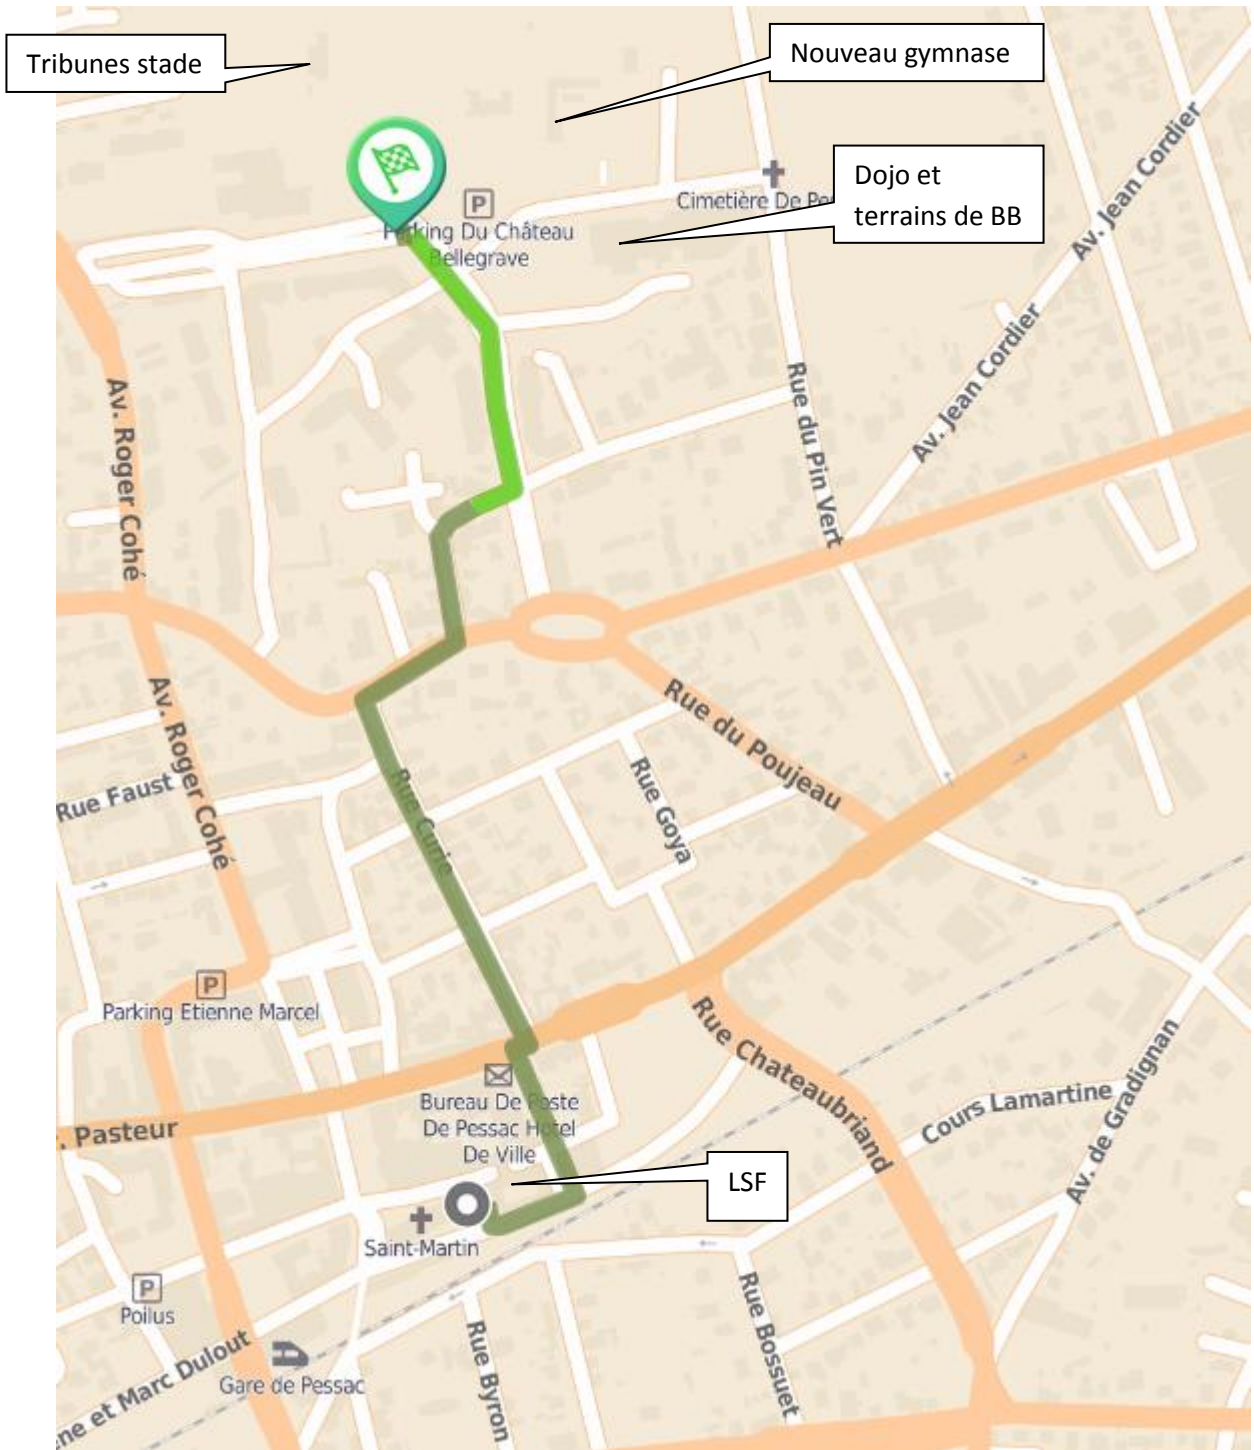 Tribunes stade
Nouveau gymnase
Dojo et
terrains de BB
P
Cimetière De
Parking Du Château
Bellegrave
Av. Jean Cordier
Av. Jean Cordier
Av. Roger Cohé
Rue du Pin Vert
Av. Roger Cohé
Rue du Poujeau
Rue Faust
Rue Curie
Rue Goya
P
Parking Etienne Marcel
Rue Chateaubriand
Av. de Gradignan
Cours Lamartine
Bureau De Poste
De Pessac Hotel
De Ville
. Pasteur
LSF
Saint-Martin
P
Poilus
Rue Bossuet
Rue Byron
ne et Marc Dulout
Gare de Pessac